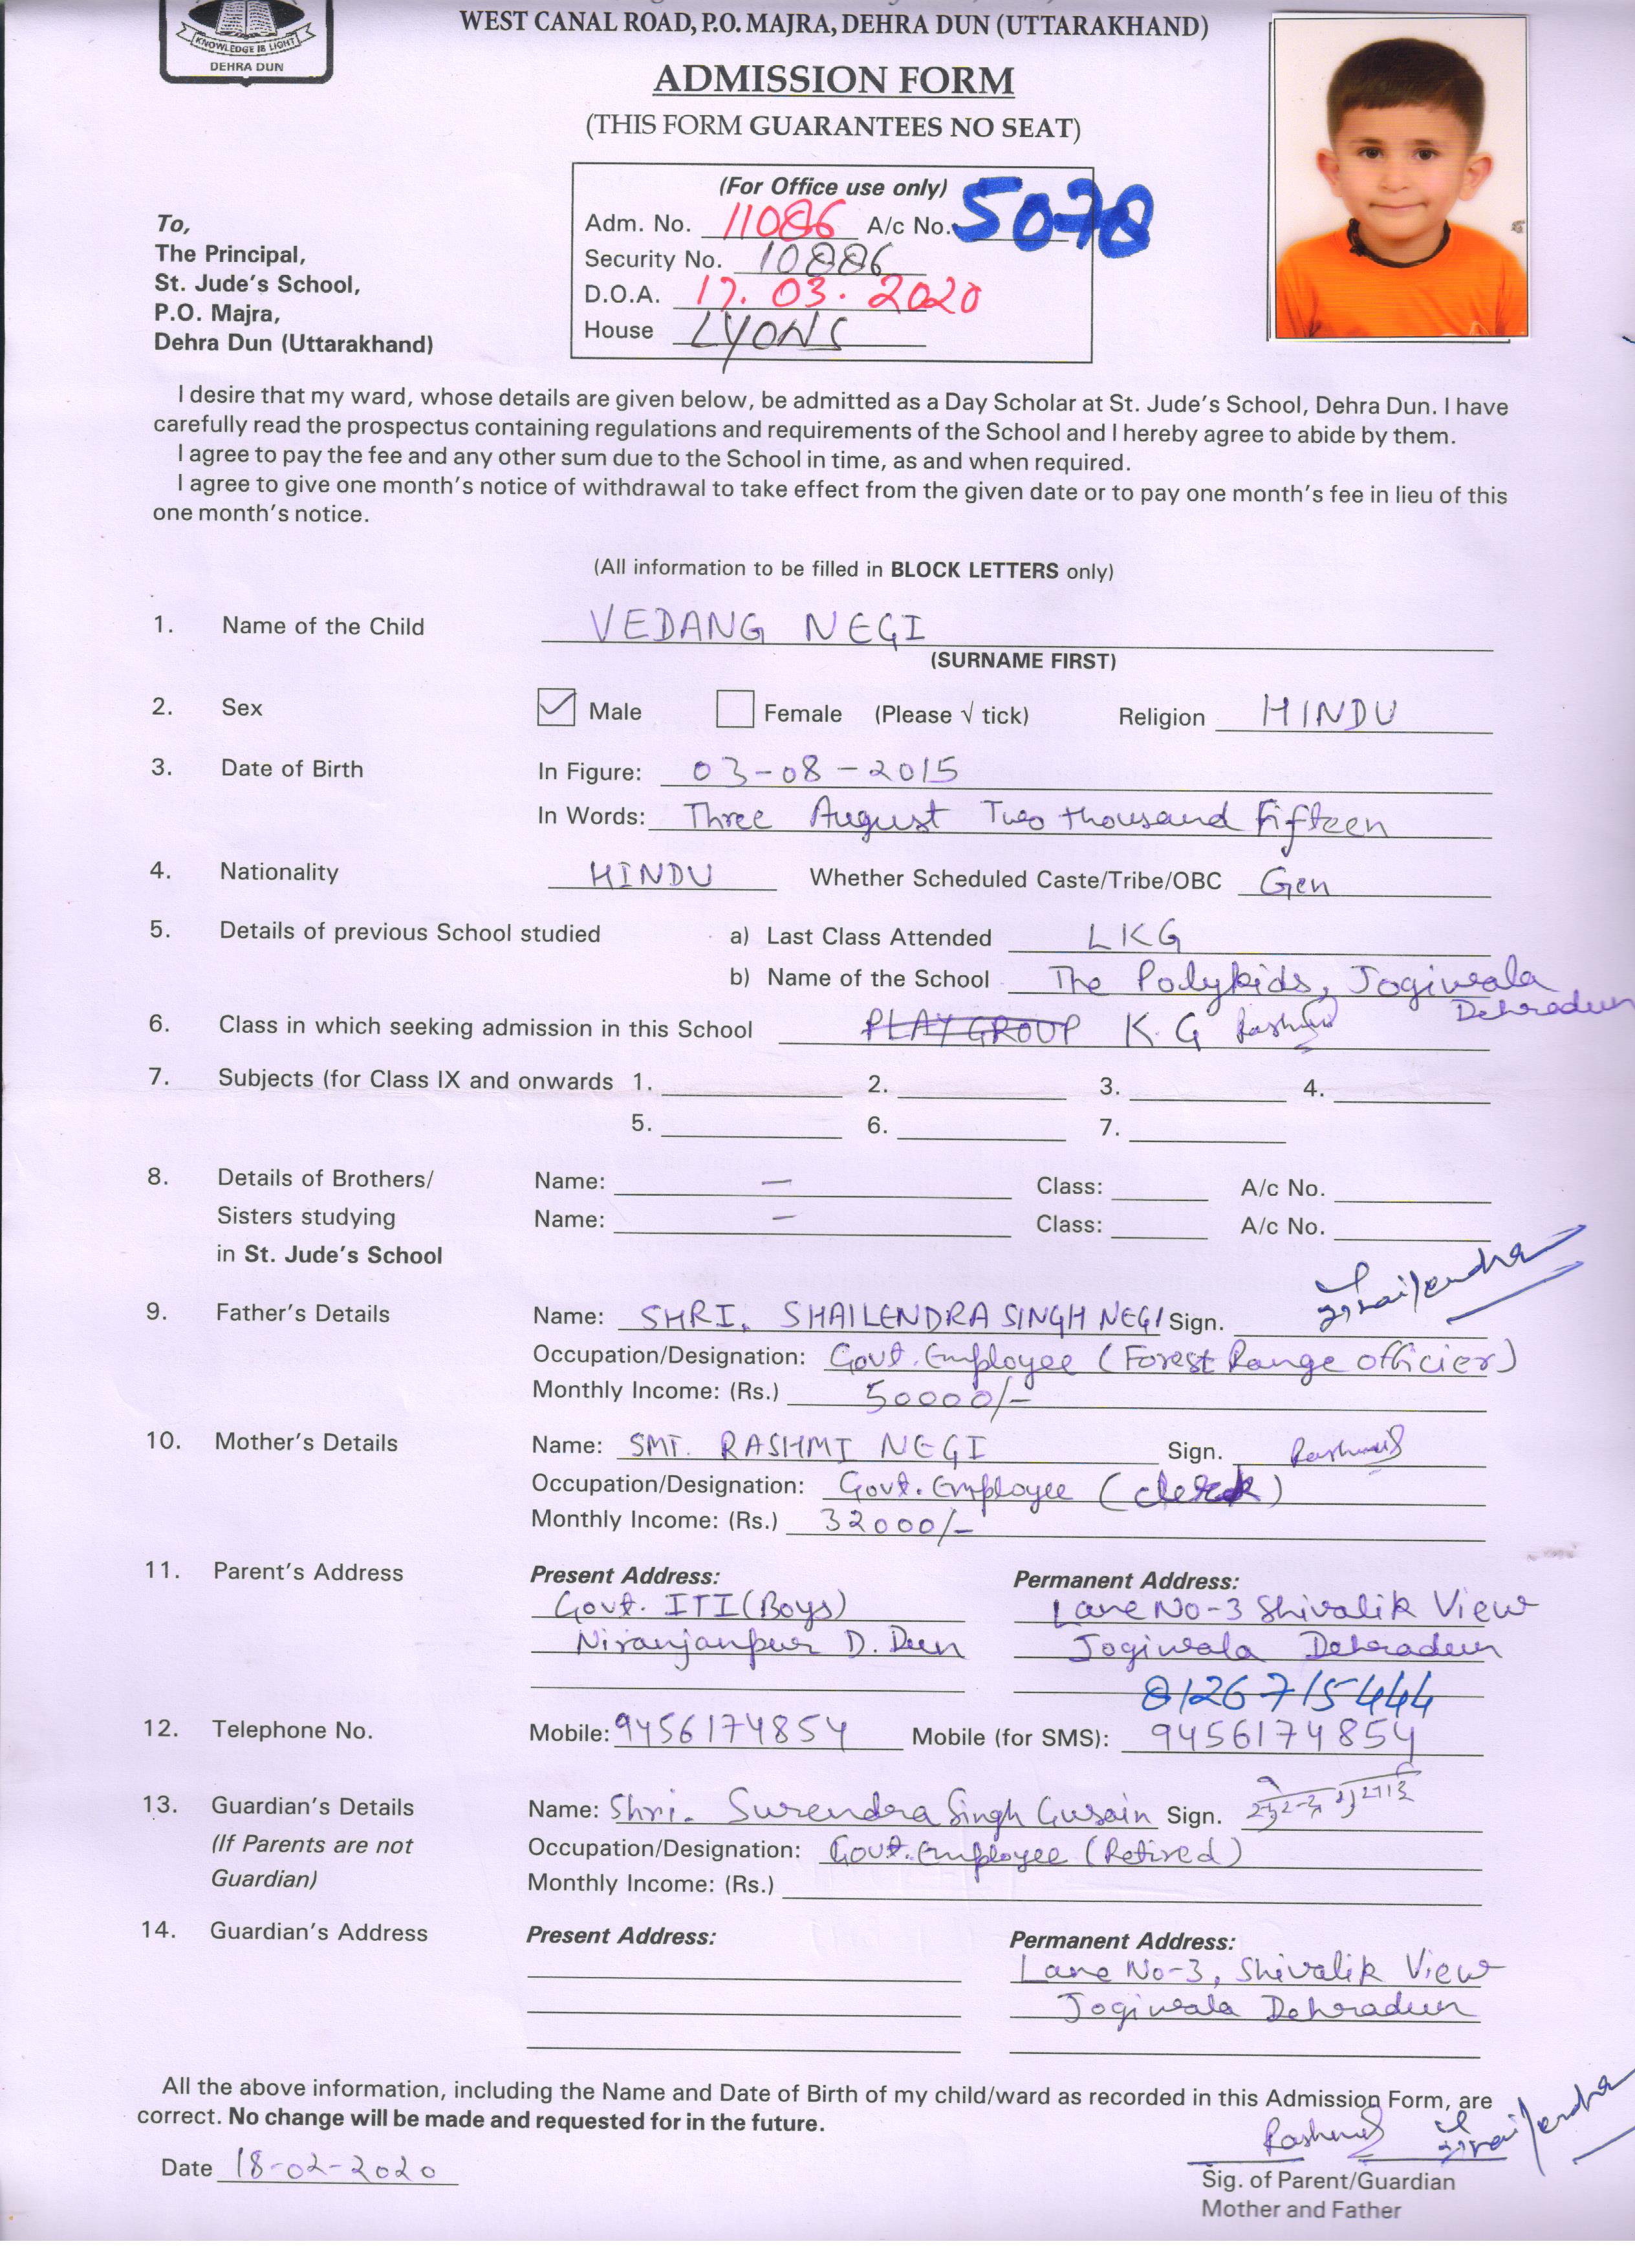 KNOWLEDGE IS LIGHT
DEHRA DUN
WEST CANAL ROAD, P.O. MAJRA, DEHRA DUN (UTTARAKHAND)
ADMISSION FORM
(THIS FORM GUARANTEES NO SEAT)
(For Office use only)
Adm. No. 11086 A/c No. 5078
Security No. 10886
D.O.A. 17.03.2020
House LYONS
To,
The Principal,
St. Jude's School,
P.O. Majra,
Dehra Dun (Uttarakhand)
I desire that my ward, whose details are given below, be admitted as a Day Scholar at St. Jude's School, Dehra Dun. I have
carefully read the prospectus containing regulations and requirements of the School and I hereby agree to abide by them.
I agree to pay the fee and any other sum due to the School in time, as and when required.
I agree to give one month's notice of withdrawal to take effect from the given date or to pay one month's fee in lieu of this
one month's notice.
(All information to be filled in BLOCK LETTERS only)
1. Name of the Child VEDANG NEGI
(SURNAME FIRST)
2. Sex Male Female (Please √ tick) Religion HINDU
3. Date of Birth In Figure: 03-08-2015
In Words: Three August Two thousand Fifteen
4. Nationality HINDU Whether Scheduled Caste/Tribe/OBC Gen
5. Details of previous School studied a) Last Class Attended LKG
b) Name of the School The Polykids, Jogiwala
Dehradun
6. Class in which seeking admission in this School PLAY GROUP K.G Rashmi
7. Subjects (for Class IX and onwards 1. 2. 3. 4.
5. 6. 7.
8. Details of Brothers/ Name: — Class: A/c No.
Sisters studying Name: — Class: A/c No.
in St. Jude's School
9. Father's Details Name: SHRI. SHAILENDRA SINGH NEGI Sign. Shailendra
Occupation/Designation: Govt. Employee (Forest Range officier)
Monthly Income: (Rs.) 50000/-
10. Mother's Details Name: SMT. RASHMI NEGI Sign. Rashmi
Occupation/Designation: Govt. Employee (clerk)
Monthly Income: (Rs.) 32000/-
11. Parent's Address Present Address: Permanent Address:
Govt. ITI (Boys) Lane No-3 Shivalik View
Niranjanpur D. Dun Jogiwala Dehradun
8126715444
12. Telephone No. Mobile: 9456174854 Mobile (for SMS): 9456174854
13. Guardian's Details Name: Shri. Surendra Singh Gusain Sign.
(If Parents are not Occupation/Designation: Govt. Employee (Retired)
Guardian) Monthly Income: (Rs.)
14. Guardian's Address Present Address: Permanent Address:
Lane No-3, Shivalik View
Jogiwala Dehradun
All the above information, including the Name and Date of Birth of my child/ward as recorded in this Admission Form, are
correct. No change will be made and requested for in the future.
Rashmi Shailendra
Date 18-02-2020
Sig. of Parent/Guardian
Mother and Father